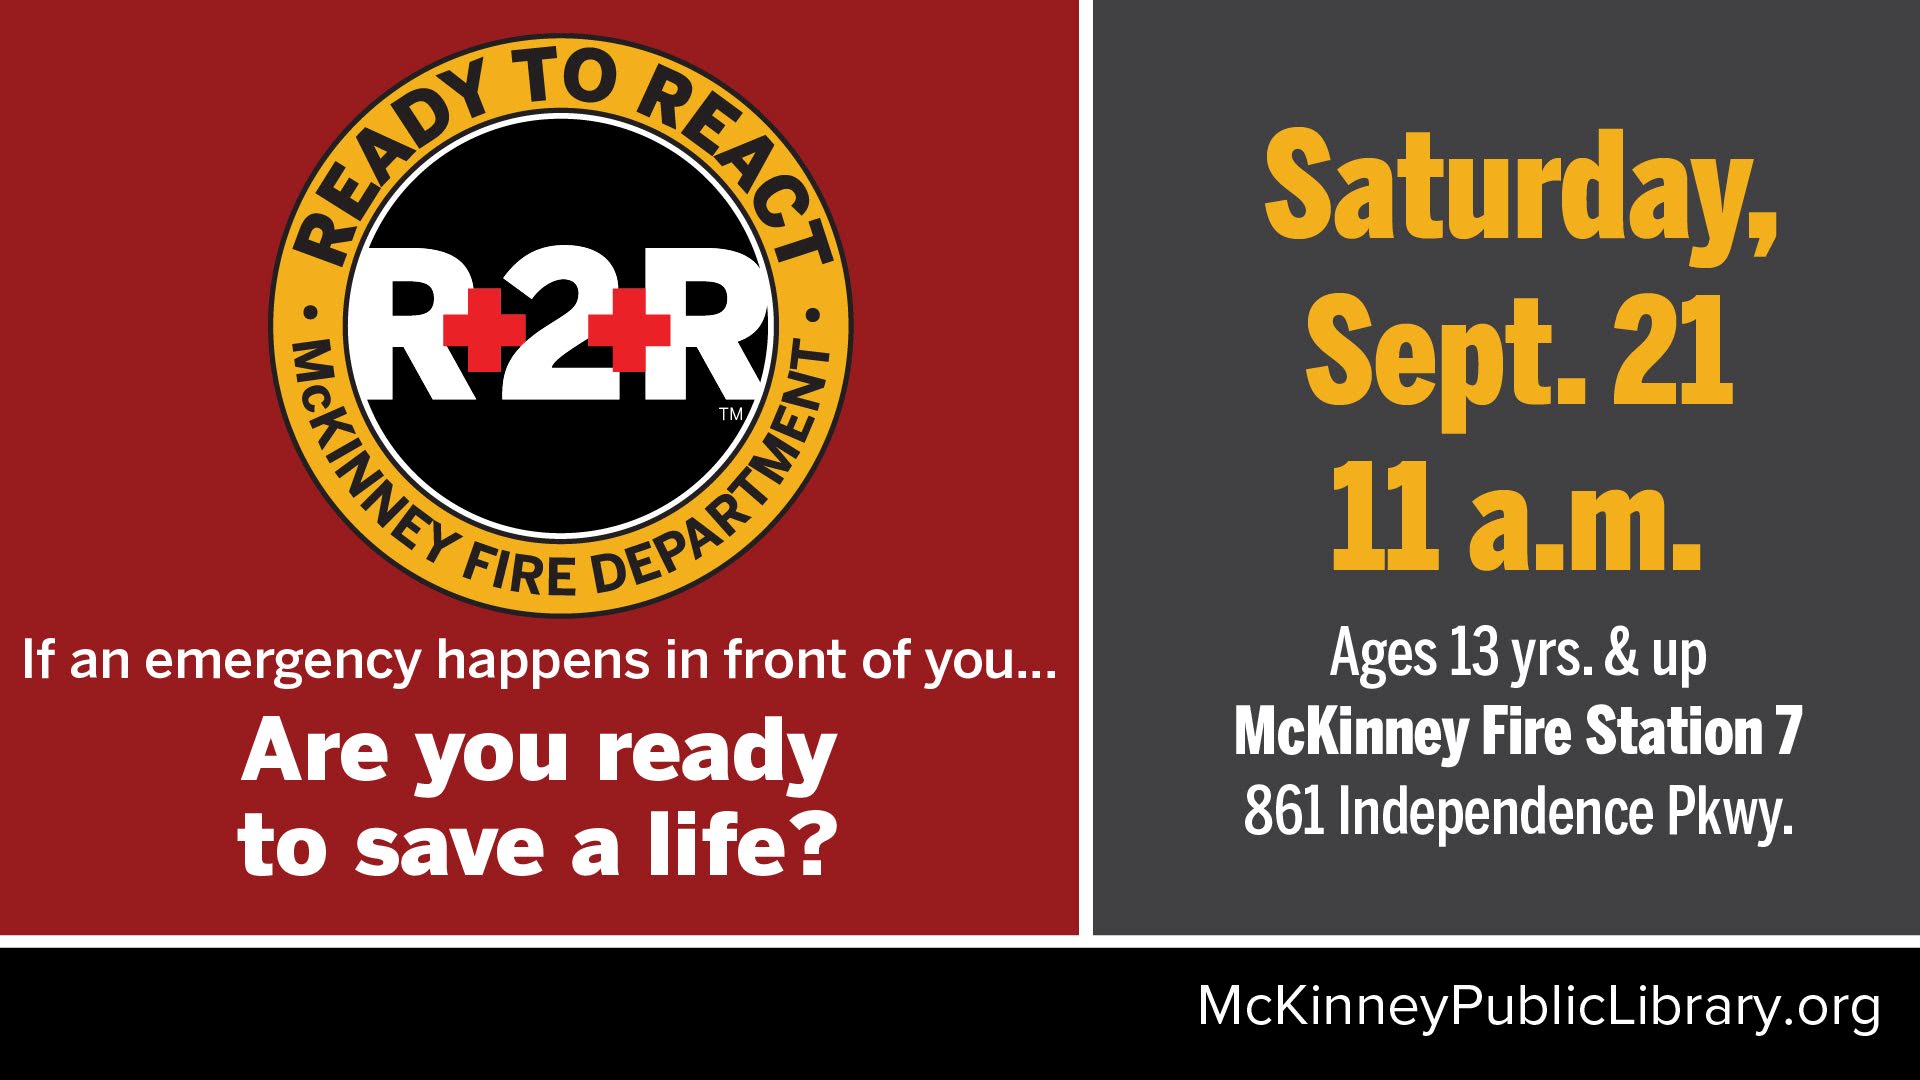 READY TO REACT
R+2+R
TM
• McKINNEY FIRE DEPARTMENT •
If an emergency happens in front of you...
Are you ready
to save a life?
Saturday,
Sept. 21
11 a.m.
Ages 13 yrs. & up
McKinney Fire Station 7
861 Independence Pkwy.
McKinneyPublicLibrary.org